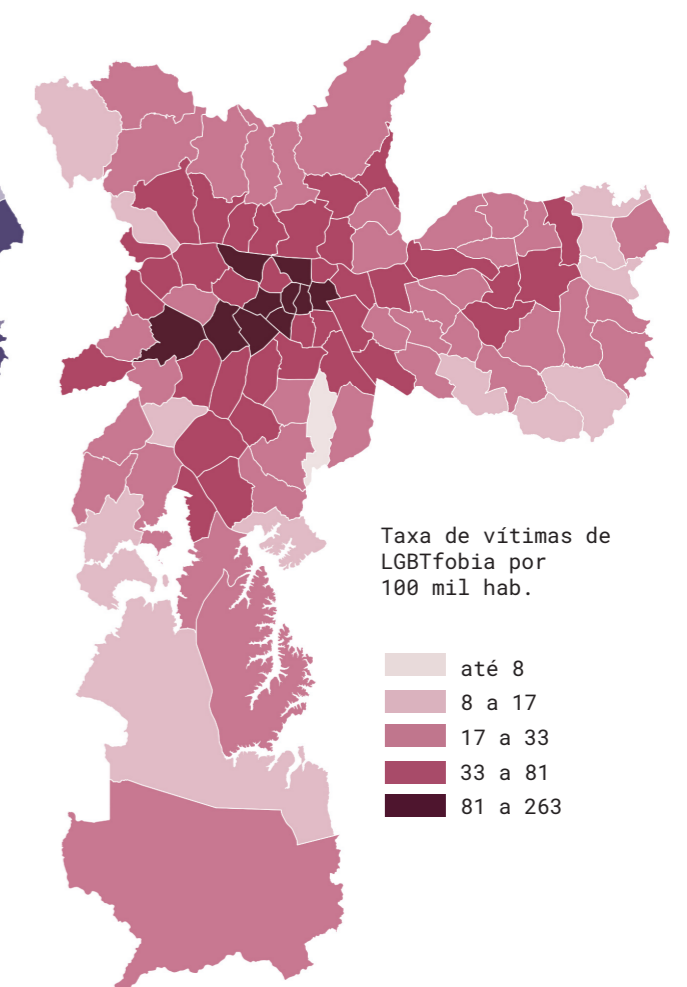 Taxa de vítimas de
LGBTfobia por
100 mil hab.
até 8
8 a 17
17 a 33
33 a 81
81 a 263